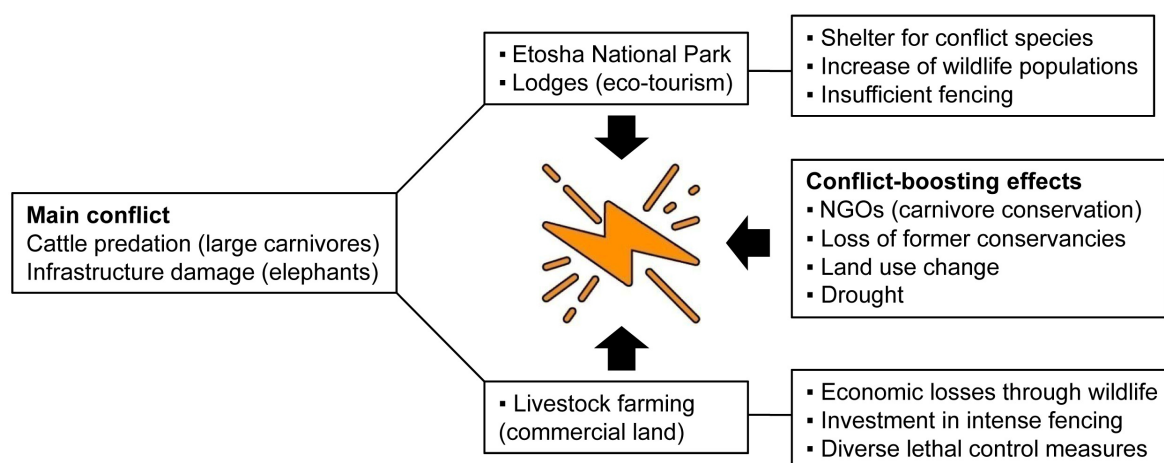 ▪ Etosha National Park
▪ Lodges (eco-tourism)
▪ Shelter for conflict species
▪ Increase of wildlife populations
▪ Insufficient fencing
Main conflict
Cattle predation (large carnivores)
Infrastructure damage (elephants)
Conflict-boosting effects
▪ NGOs (carnivore conservation)
▪ Loss of former conservancies
▪ Land use change
▪ Drought
▪ Livestock farming
(commercial land)
▪ Economic losses through wildlife
▪ Investment in intense fencing
▪ Diverse lethal control measures